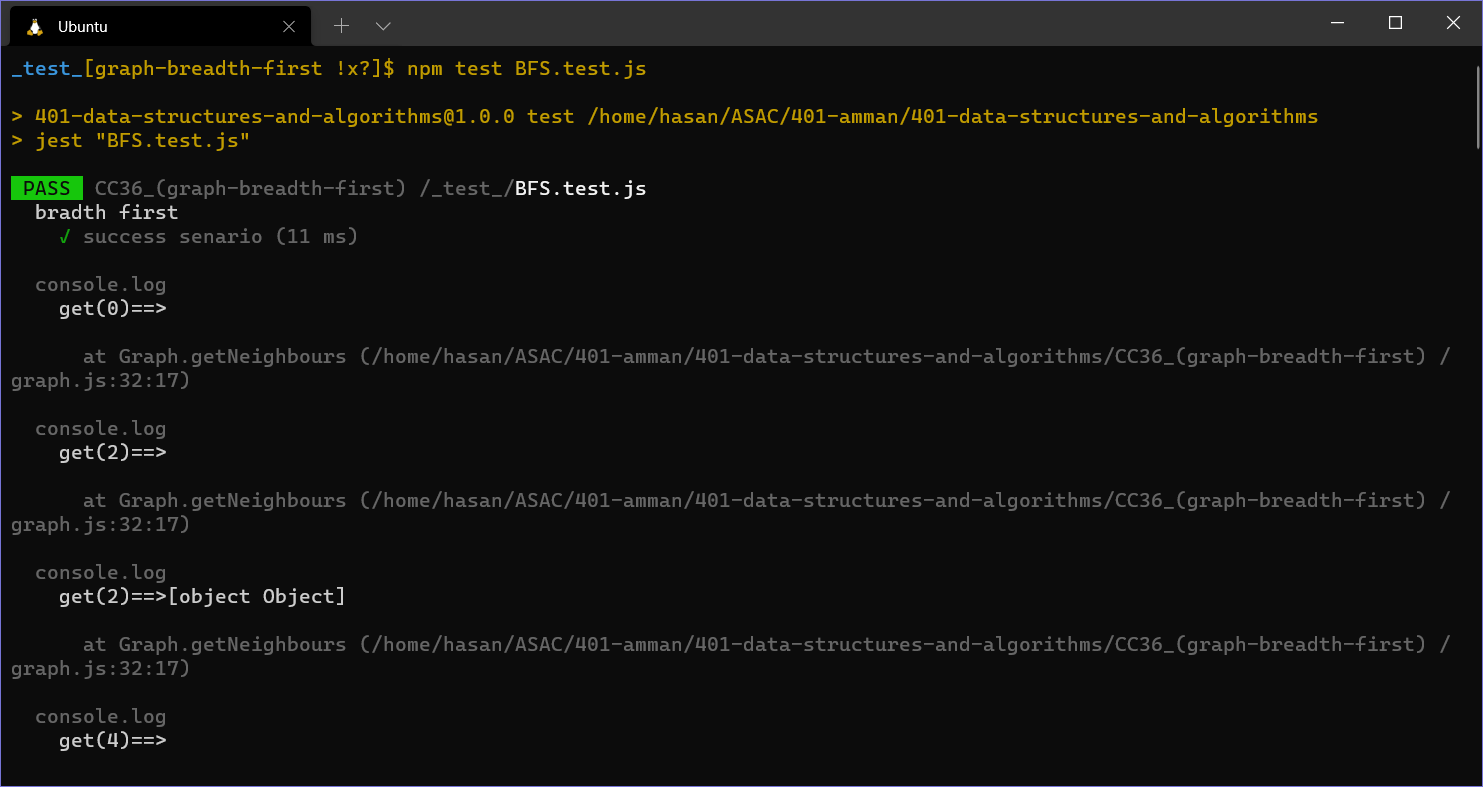 Ubuntu
_test_[graph-breadth-first !x?]$ npm test BFS.test.js
> 401-data-structures-and-algorithms@1.0.0 test /home/hasan/ASAC/401-amman/401-data-structures-and-algorithms
> jest "BFS.test.js"
PASS CC36_(graph-breadth-first) /_test_/BFS.test.js
bradth first
√ success senario (11 ms)
console.log
get(0)==>
at Graph.getNeighbours (/home/hasan/ASAC/401-amman/401-data-structures-and-algorithms/CC36_(graph-breadth-first) /
graph.js:32:17)
console.log
get(2)==>
at Graph.getNeighbours (/home/hasan/ASAC/401-amman/401-data-structures-and-algorithms/CC36_(graph-breadth-first) /
graph.js:32:17)
console.log
get(2)==>[object Object]
at Graph.getNeighbours (/home/hasan/ASAC/401-amman/401-data-structures-and-algorithms/CC36_(graph-breadth-first) /
graph.js:32:17)
console.log
get(4)==>